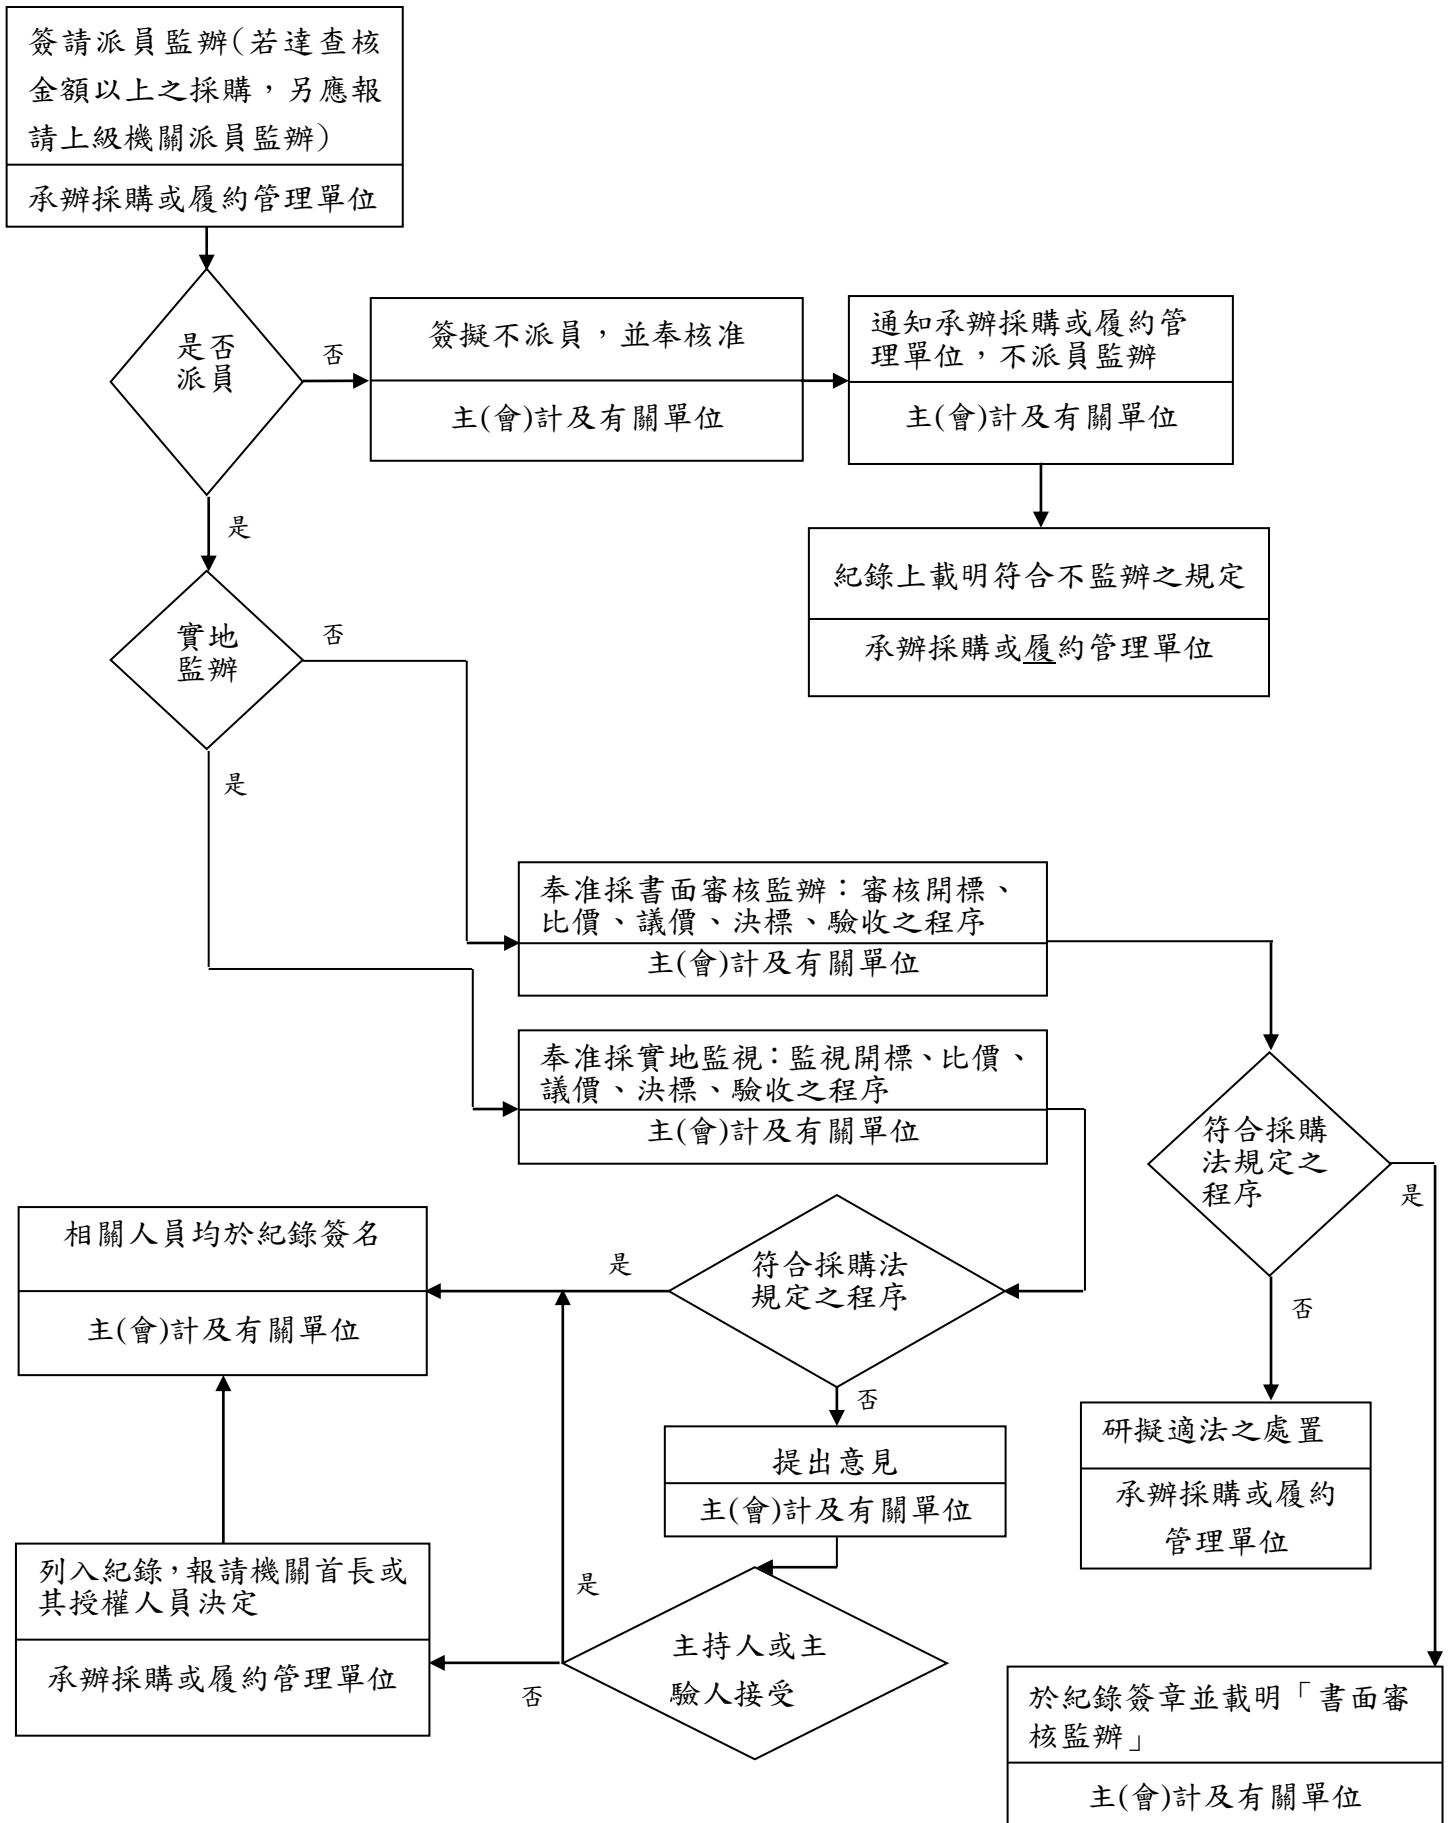 簽請派員監辦(若達查核
金額以上之採購，另應報
請上級機關派員監辦)
承辦採購或履約管理單位
是否
派員
否
簽擬不派員，並奉核准
主(會)計及有關單位
通知承辦採購或履約管
理單位，不派員監辦
主(會)計及有關單位
是
紀錄上載明符合不監辦之規定
承辦採購或履約管理單位
實地
監辦
否
是
奉准採書面審核監辦：審核開標、
比價、議價、決標、驗收之程序
主(會)計及有關單位
奉准採實地監視：監視開標、比價、
議價、決標、驗收之程序
主(會)計及有關單位
符合採購
法規定之
程序
是
否
相關人員均於紀錄簽名
主(會)計及有關單位
是
符合採購法
規定之程序
否
提出意見
主(會)計及有關單位
研擬適法之處置
承辦採購或履約
管理單位
列入紀錄，報請機關首長或
其授權人員決定
承辦採購或履約管理單位
是
否
主持人或主
驗人接受
於紀錄簽章並載明「書面審
核監辦」
主(會)計及有關單位